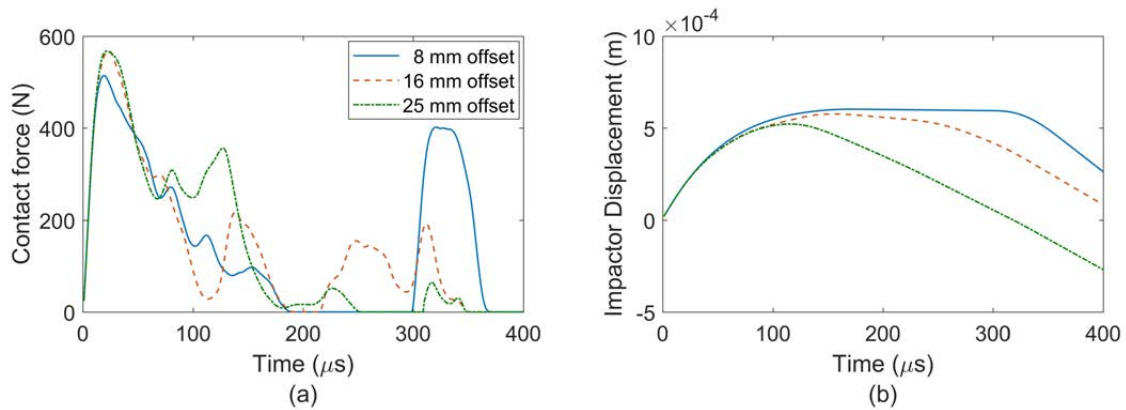 600
400
200
0
Contact force (N)
8 mm offset
16 mm offset
25 mm offset
0 100 200 300 400
Time (μs)
(a)
×10⁻⁴
10
5
0
-5
Impactor Displacement (m)
0 100 200 300 400
Time (μs)
(b)